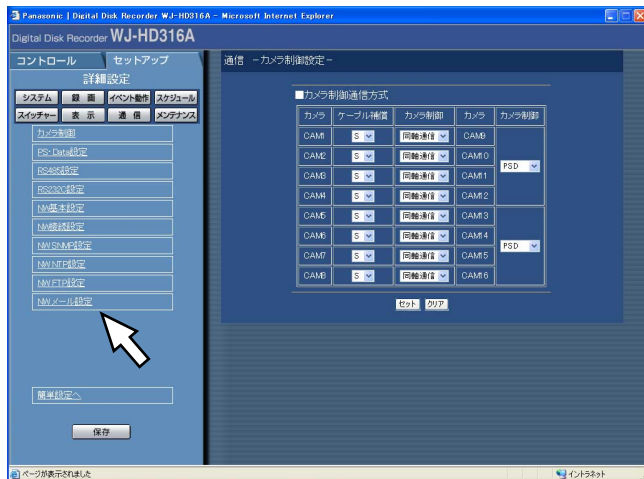 Panasonic | Digital Disk Recorder WJ-HD316A - Microsoft Internet Explorer
Digital Disk Recorder WJ-HD316A
コントロール セットアップ
詳細設定
システム 録画 イベント動作 スケジュール
スイッチャー 表示 通信 メンテナンス
カメラ制御
PS・Data設定
RS485設定
RS232C設定
NW基本設定
NW接続設定
NW SNMP設定
NW NTP設定
NW FTP設定
NW メール設定
簡単設定へ
保存
通信 -カメラ制御設定-
■カメラ制御通信方式
カメラ ケーブル補償 カメラ制御 カメラ カメラ制御
CAM1 S 同軸通信 CAM9 PSD
CAM2 S 同軸通信 CAM10
CAM3 S 同軸通信 CAM11
CAM4 S 同軸通信 CAM12
CAM5 S 同軸通信 CAM13 PSD
CAM6 S 同軸通信 CAM14
CAM7 S 同軸通信 CAM15
CAM8 S 同軸通信 CAM16
セット クリア
ページが表示されました イントラネット